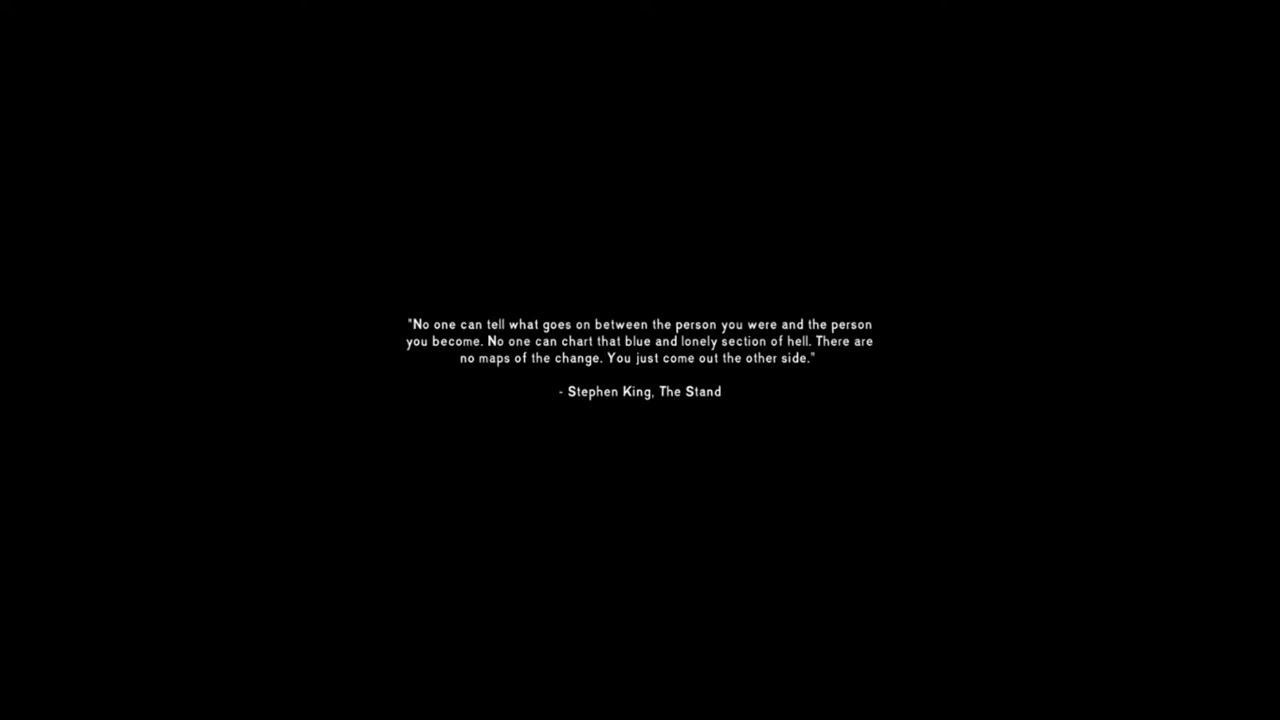 "No one can tell what goes on between the person you were and the person
you become. No one can chart that blue and lonely section of hell. There are
no maps of the change. You just come out the other side."
- Stephen King, The Stand